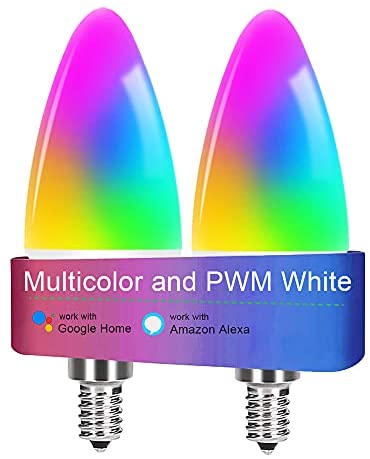 Multicolor and PWM White
work with
Google Home
work with
Amazon Alexa